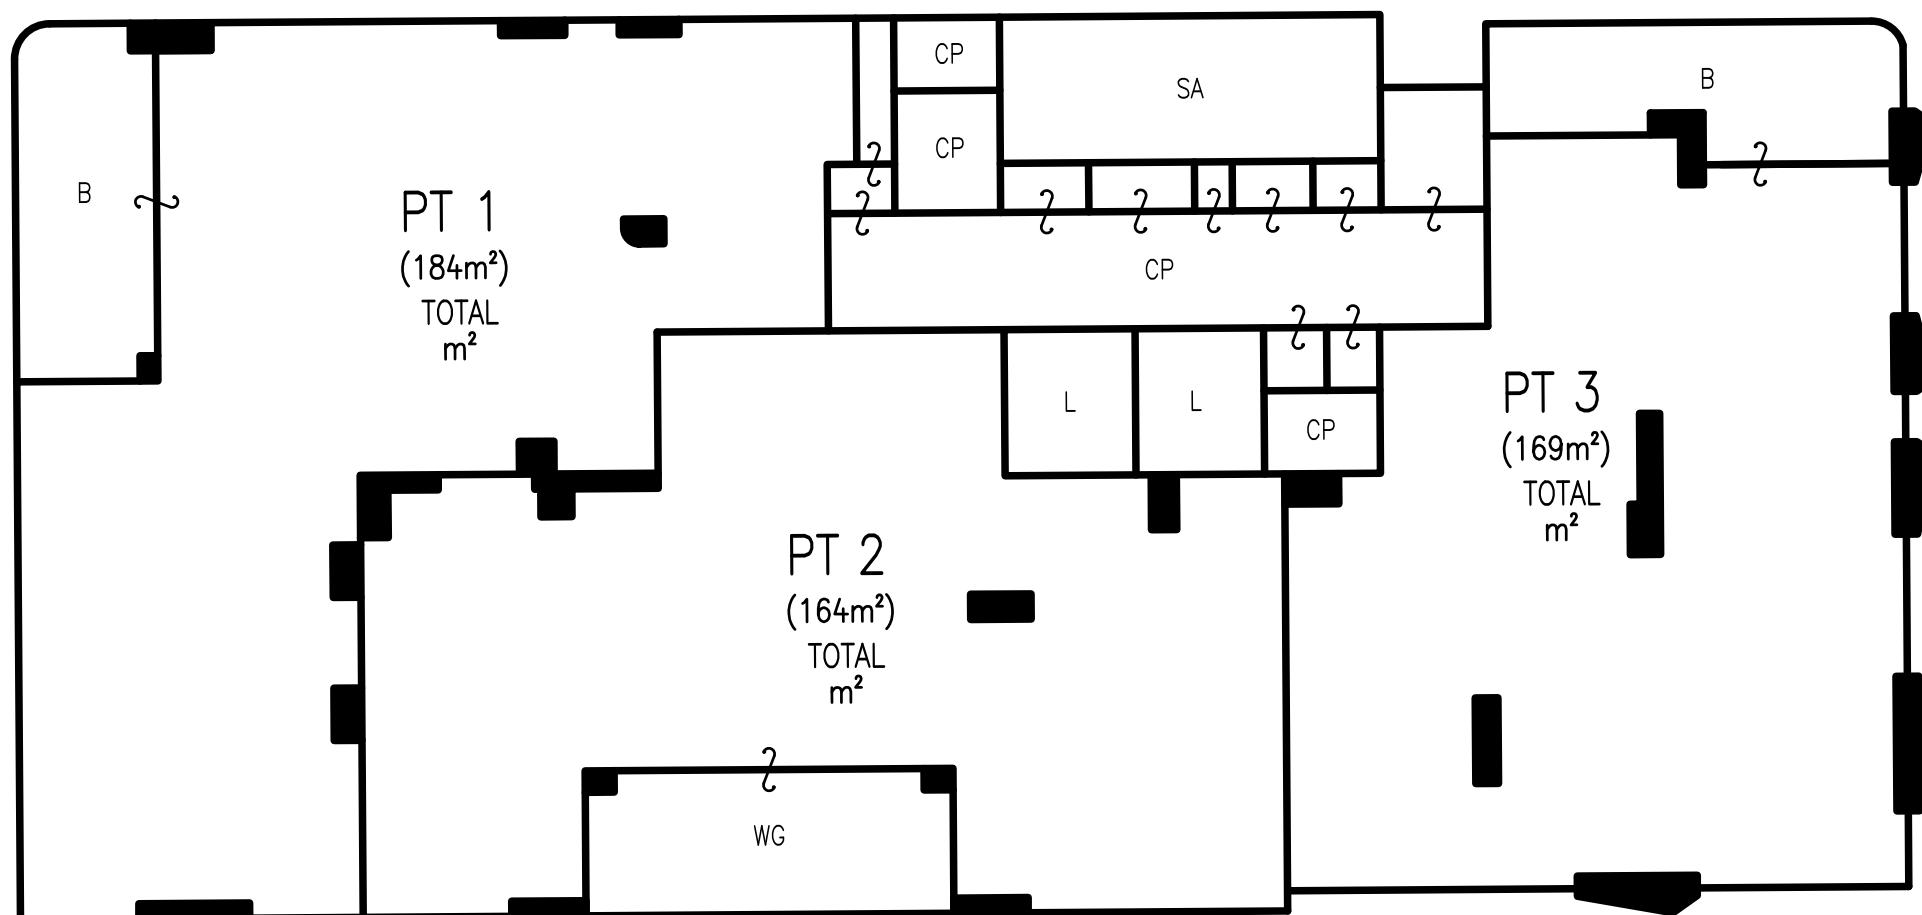 CP
SA
B
CP
B
PT 1
(184m²)
TOTAL
m²
CP
L
L
CP
PT 3
(169m²)
TOTAL
m²
PT 2
(164m²)
TOTAL
m²
WG